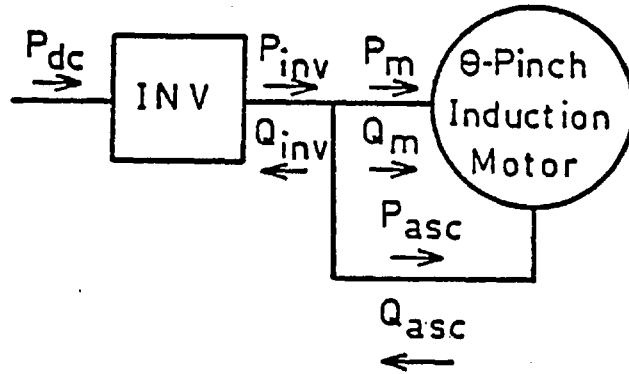 P_dc
INV
P_inv
Q_inv
P_m
Q_m
θ-Pinch
Induction
Motor
P_asc
Q_asc